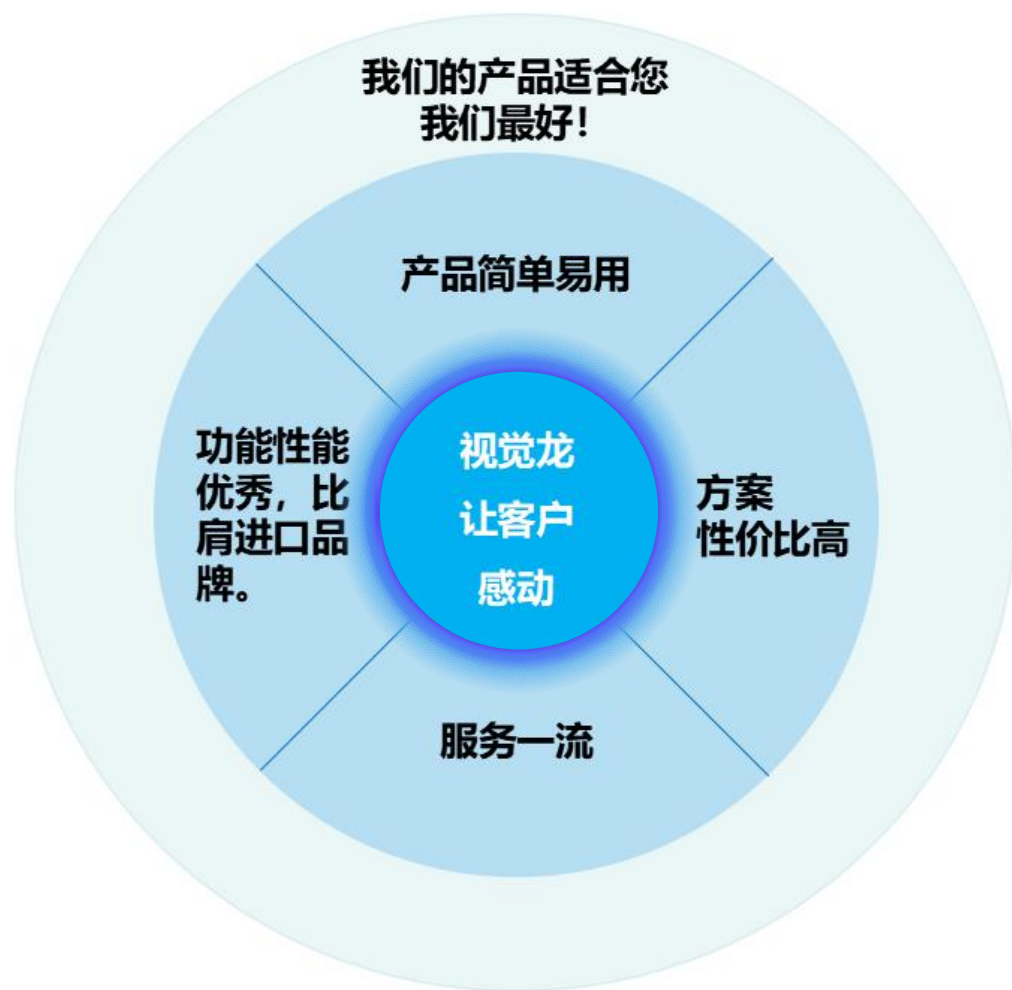 我们的产品适合您
我们最好！
产品简单易用
功能性能
优秀，比
肩进口品
牌。
视觉龙
让客户
感动
方案
性价比高
服务一流